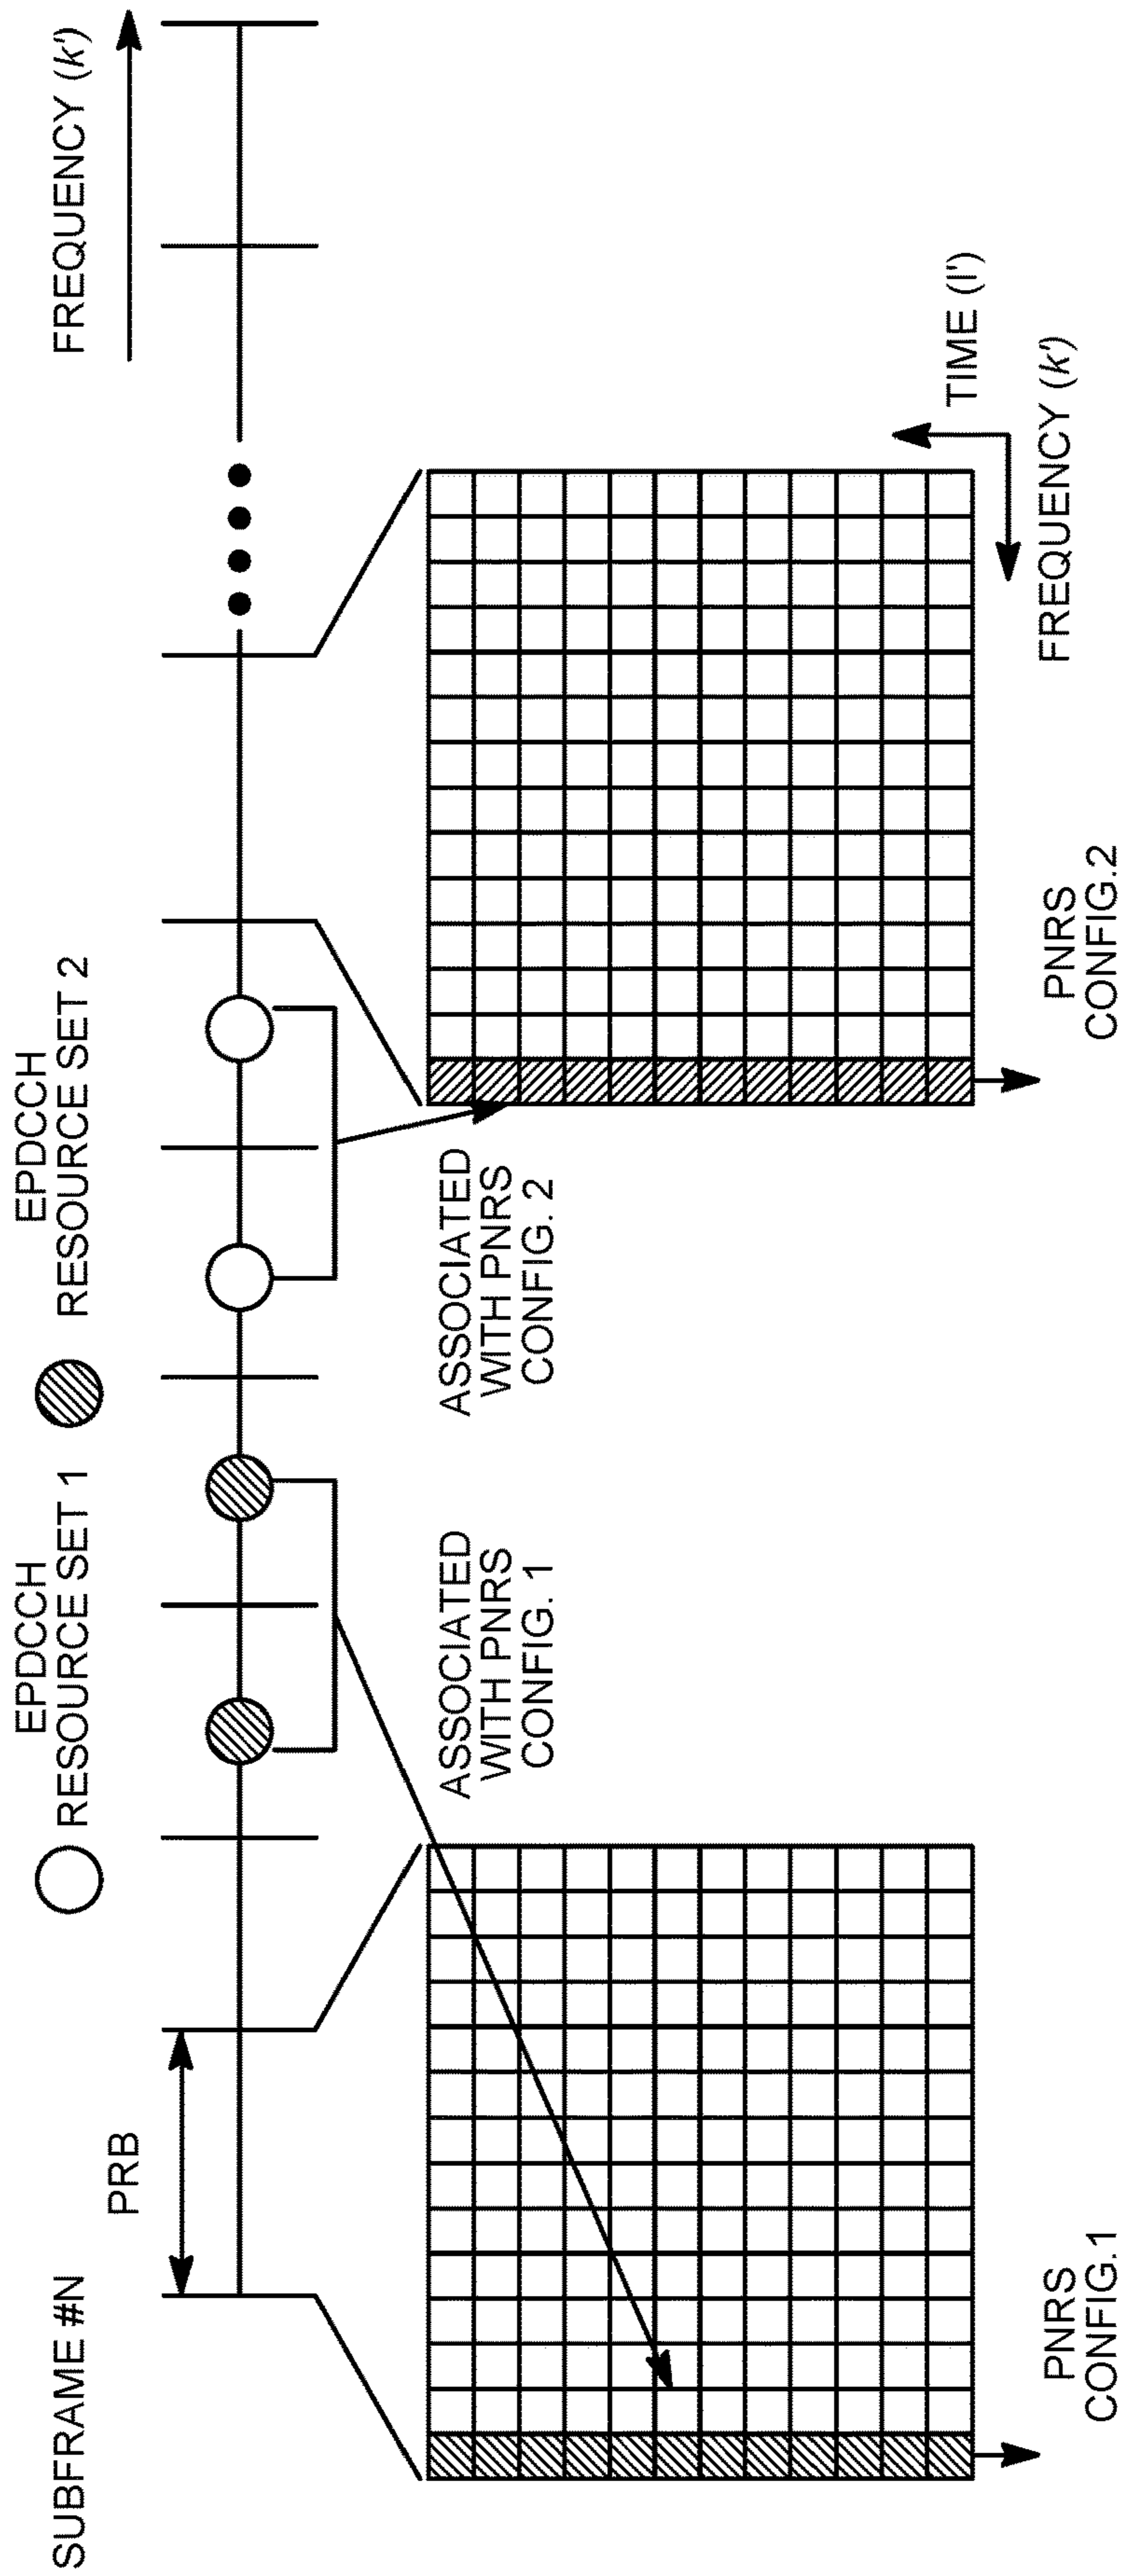 SUBFRAME #N
EPDCCH
RESOURCE SET 1
EPDCCH
RESOURCE SET 2
FREQUENCY (k')
PRB
ASSOCIATED
WITH PNRS
CONFIG. 1
ASSOCIATED
WITH PNRS
CONFIG. 2
TIME (l')
FREQUENCY (k')
PNRS
CONFIG.1
PNRS
CONFIG.2